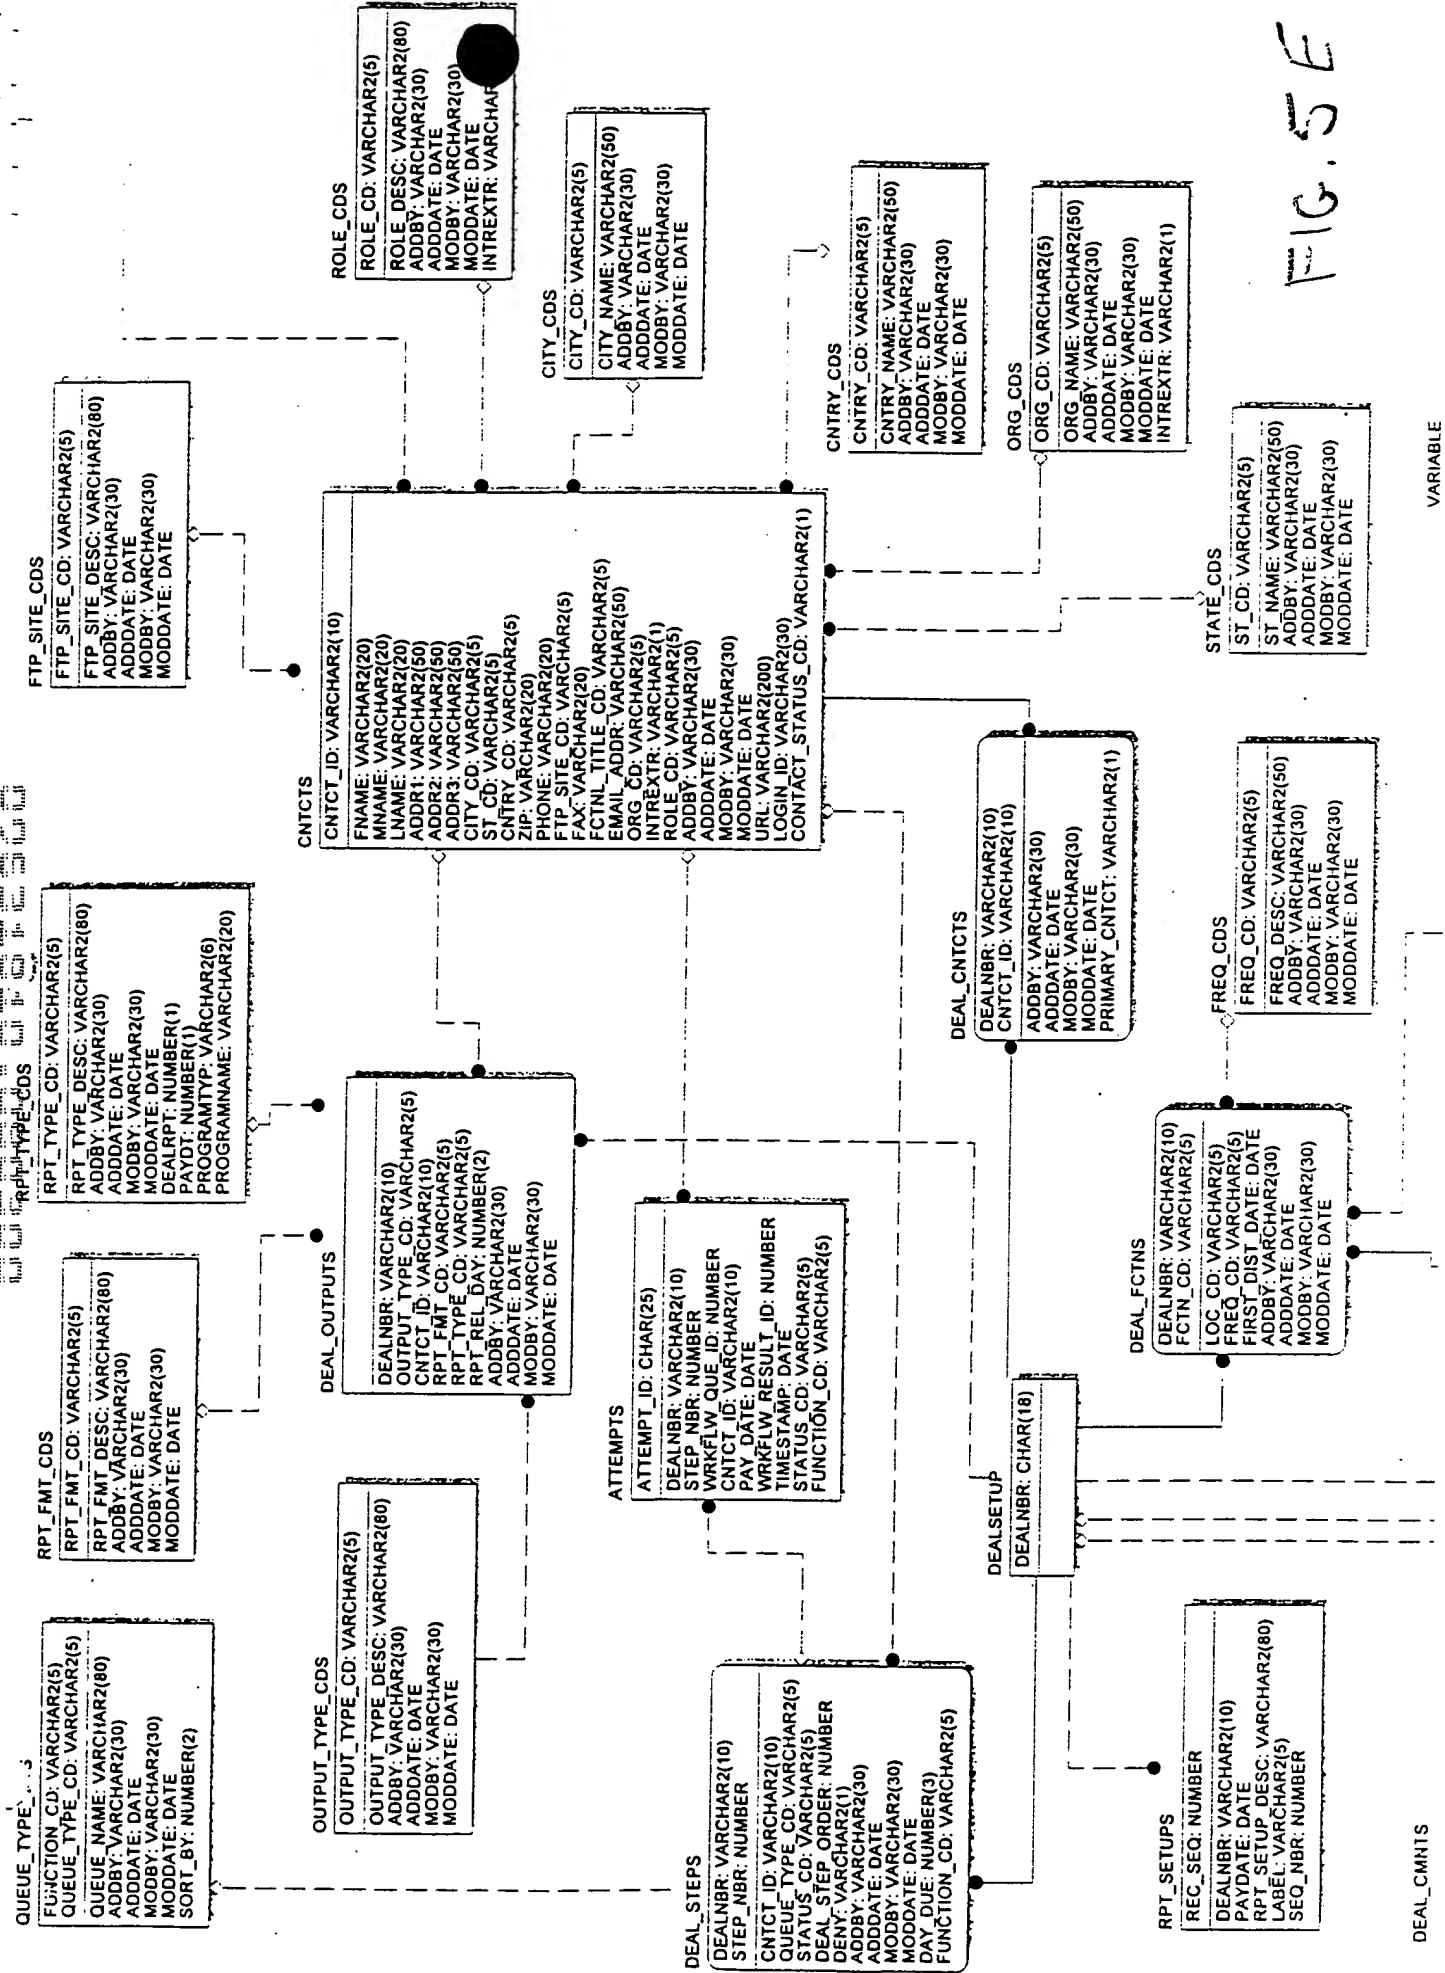 QUEUE_TYPE_
FUNCTION_CD: VARCHAR2(5)
QUEUE_TYPE_CD: VARCHAR2(5)
QUEUE_NAME: VARCHAR2(80)
ADDBY: VARCHAR2(30)
ADDDATE: DATE
MODBY: VARCHAR2(30)
MODDATE: DATE
SORT_BY: NUMBER(2)
RPT_FMT_CDS
RPT_FMT_CD: VARCHAR2(5)
RPT_FMT_DESC: VARCHAR2(80)
ADDBY: VARCHAR2(30)
ADDDATE: DATE
MODBY: VARCHAR2(30)
MODDATE: DATE
RPT_TYPE_CDS
RPT_TYPE_CD: VARCHAR2(5)
RPT_TYPE_DESC: VARCHAR2(80)
ADDBY: VARCHAR2(30)
ADDDATE: DATE
MODBY: VARCHAR2(30)
MODDATE: DATE
DEALRPT: NUMBER(1)
PAYDT: NUMBER(1)
PROGRAMTYP: VARCHAR2(6)
PROGRAMNAME: VARCHAR2(20)
FTP_SITE_CDS
FTP_SITE_CD: VARCHAR2(5)
FTP_SITE_DESC: VARCHAR2(80)
ADDBY: VARCHAR2(30)
ADDDATE: DATE
MODBY: VARCHAR2(30)
MODDATE: DATE
OUTPUT_TYPE_CDS
OUTPUT_TYPE_CD: VARCHAR2(5)
OUTPUT_TYPE_DESC: VARCHAR2(80)
ADDBY: VARCHAR2(30)
ADDDATE: DATE
MODBY: VARCHAR2(30)
MODDATE: DATE
DEAL_OUTPUTS
DEALNBR: VARCHAR2(10)
OUTPUT_TYPE_CD: VARCHAR2(5)
CNTCT_ID: VARCHAR2(10)
RPT_FMT_CD: VARCHAR2(5)
RPT_TYPE_CD: VARCHAR2(5)
RPT_REL_DAY: NUMBER(2)
ADDBY: VARCHAR2(30)
ADDDATE: DATE
MODBY: VARCHAR2(30)
MODDATE: DATE
CNTCTS
CNTCT_ID: VARCHAR2(10)
FNAME: VARCHAR2(20)
MNAME: VARCHAR2(20)
LNAME: VARCHAR2(20)
ADDR1: VARCHAR2(50)
ADDR2: VARCHAR2(50)
ADDR3: VARCHAR2(50)
CITY_CD: VARCHAR2(5)
ST_CD: VARCHAR2(5)
CNTRY_CD: VARCHAR2(5)
ZIP: VARCHAR2(20)
PHONE: VARCHAR2(20)
FTP_SITE_CD: VARCHAR2(5)
FAX: VARCHAR2(20)
FCTNL_TITLE_CD: VARCHAR2(5)
EMAIL_ADDR: VARCHAR2(50)
ORG_CD: VARCHAR2(5)
INTREXTR: VARCHAR2(1)
ROLE_CD: VARCHAR2(5)
ADDBY: VARCHAR2(30)
ADDDATE: DATE
MODBY: VARCHAR2(30)
MODDATE: DATE
URL: VARCHAR2(200)
LOGIN_ID: VARCHAR2(30)
CONTACT_STATUS_CD: VARCHAR2(1)
ROLE_CDS
ROLE_CD: VARCHAR2(5)
ROLE_DESC: VARCHAR2(80)
ADDBY: VARCHAR2(30)
ADDDATE: DATE
MODBY: VARCHAR2(30)
MODDATE: DATE
INTREXTR: VARCHAR
CITY_CDS
CITY_CD: VARCHAR2(5)
CITY_NAME: VARCHAR2(50)
ADDBY: VARCHAR2(30)
ADDDATE: DATE
MODBY: VARCHAR2(30)
MODDATE: DATE
ATTEMPTS
ATTEMPT_ID: CHAR(25)
DEALNBR: VARCHAR2(10)
STEP_NBR: NUMBER
WRKFLW_QUE_ID: NUMBER
CNTCT_ID: VARCHAR2(10)
PAY_DATE: DATE
WRKFLW_RESULT_ID: NUMBER
TIMESTAMP: DATE
STATUS_CD: VARCHAR2(5)
FUNCTION_CD: VARCHAR2(5)
DEAL_STEPS
DEALNBR: VARCHAR2(10)
STEP_NBR: NUMBER
CNTCT_ID: VARCHAR2(10)
QUEUE_TYPE_CD: VARCHAR2(5)
STATUS_CD: VARCHAR2(5)
DEAL_STEP_ORDER: NUMBER
DENY: VARCHAR2(1)
ADDBY: VARCHAR2(30)
ADDDATE: DATE
MODBY: VARCHAR2(30)
MODDATE: DATE
DAY_DUE: NUMBER(3)
FUNCTION_CD: VARCHAR2(5)
DEALSETUP
DEALNBR: CHAR(18)
DEAL_CNTCTS
DEALNBR: VARCHAR2(10)
CNTCT_ID: VARCHAR2(10)
ADDBY: VARCHAR2(30)
ADDDATE: DATE
MODBY: VARCHAR2(30)
MODDATE: DATE
PRIMARY_CNTCT: VARCHAR2(1)
CNTRY_CDS
CNTRY_CD: VARCHAR2(5)
CNTRY_NAME: VARCHAR2(50)
ADDBY: VARCHAR2(30)
ADDDATE: DATE
MODBY: VARCHAR2(30)
MODDATE: DATE
ORG_CDS
ORG_CD: VARCHAR2(5)
ORG_NAME: VARCHAR2(50)
ADDBY: VARCHAR2(30)
ADDDATE: DATE
MODBY: VARCHAR2(30)
MODDATE: DATE
INTREXTR: VARCHAR2(1)
RPT_SETUPS
REC_SEQ: NUMBER
DEALNBR: VARCHAR2(10)
PAYDATE: DATE
RPT_SETUP_DESC: VARCHAR2(80)
LABEL: VARCHAR2(5)
SEQ_NBR: NUMBER
DEAL_FCTNS
DEALNBR: VARCHAR2(10)
FCTN_CD: VARCHAR2(5)
LOC_CD: VARCHAR2(5)
FREQ_CD: VARCHAR2(5)
FIRST_DIST_DATE: DATE
ADDBY: VARCHAR2(30)
ADDDATE: DATE
MODBY: VARCHAR2(30)
MODDATE: DATE
FREQ_CDS
FREQ_CD: VARCHAR2(5)
FREQ_DESC: VARCHAR2(50)
ADDBY: VARCHAR2(30)
ADDDATE: DATE
MODBY: VARCHAR2(30)
MODDATE: DATE
STATE_CDS
ST_CD: VARCHAR2(5)
ST_NAME: VARCHAR2(50)
ADDBY: VARCHAR2(30)
ADDDATE: DATE
MODBY: VARCHAR2(30)
MODDATE: DATE
FIG. 5E
DEAL_CMNTS
VARIABLE